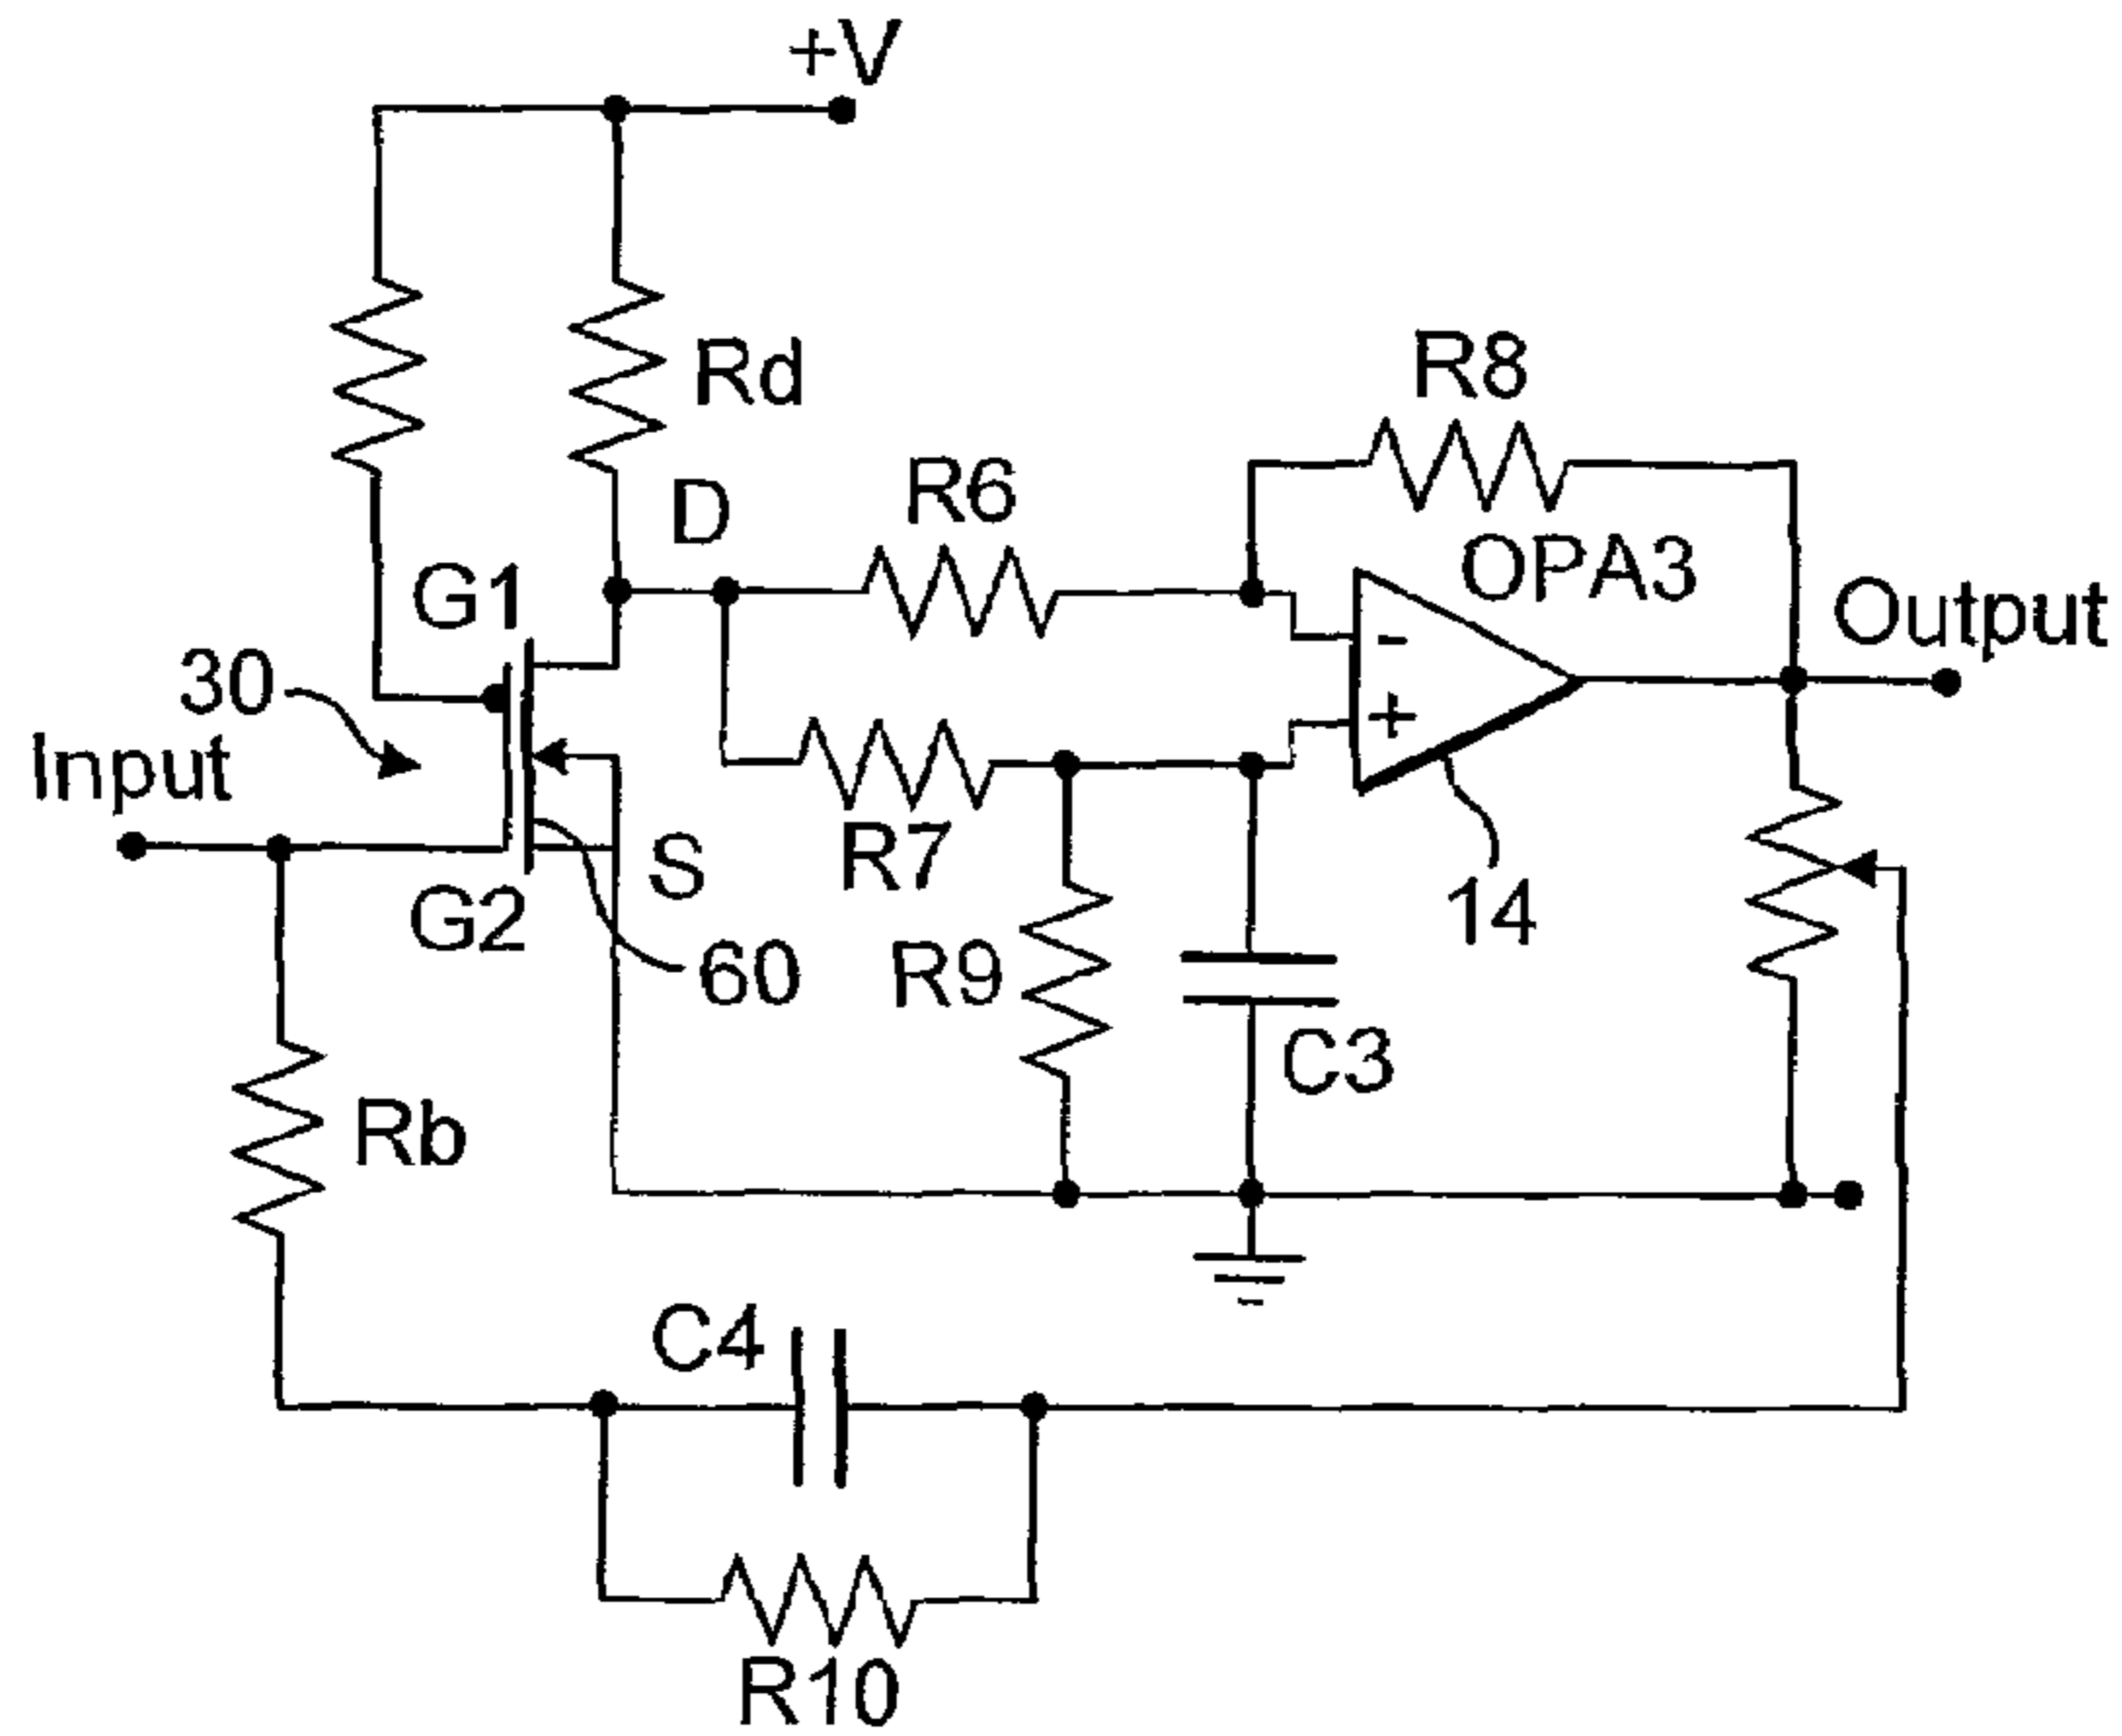 +V
Rd
R8
D
R6
OPA3
G1
Output
30
-
Input
+
R7
S
14
G2
60
R9
C3
Rb
C4
R10